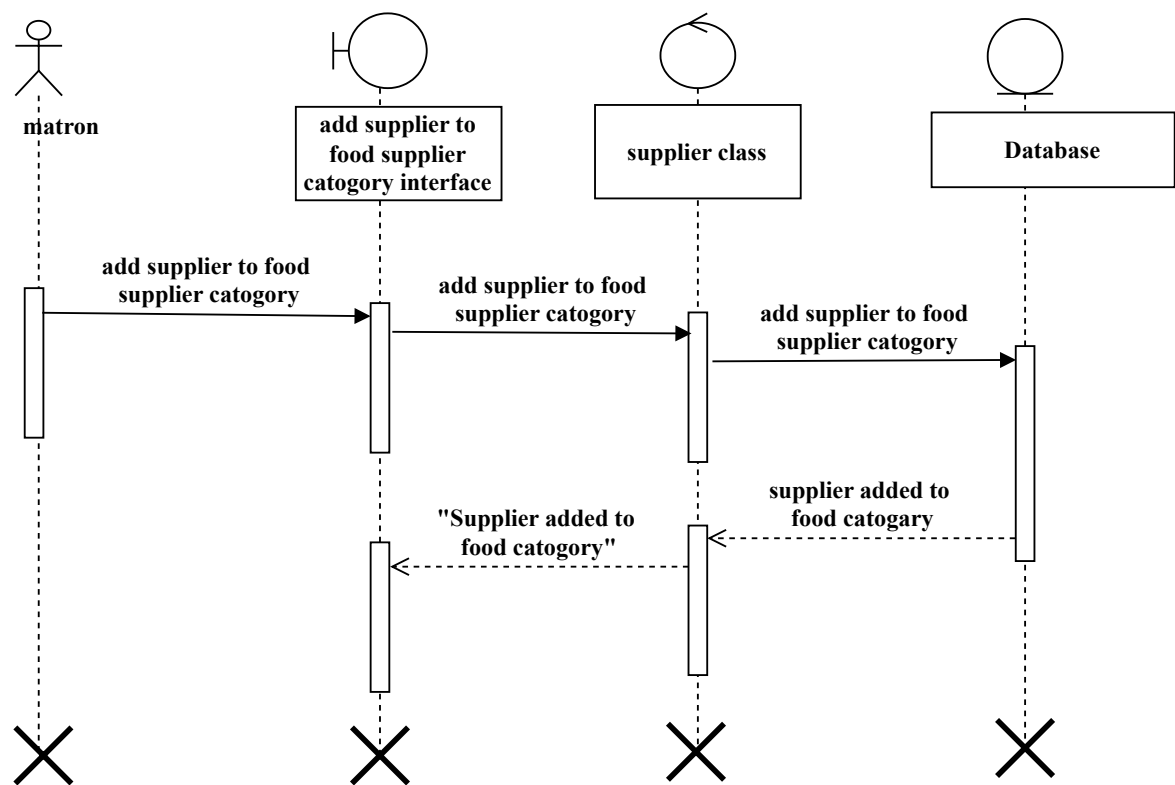 matron
add supplier to
food supplier
catogory interface
supplier class
Database
add supplier to food
supplier catogory
add supplier to food
supplier catogory
add supplier to food
supplier catogory
supplier added to
food catogary
"Supplier added to
food catogory"